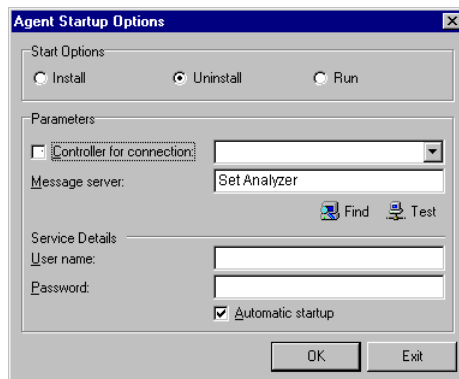 Agent Startup Options
Start Options
Install Uninstall Run
Parameters
Controller for connection:
Message server: Set Analyzer
Find Test
Service Details
User name:
Password:
Automatic startup
OK Exit